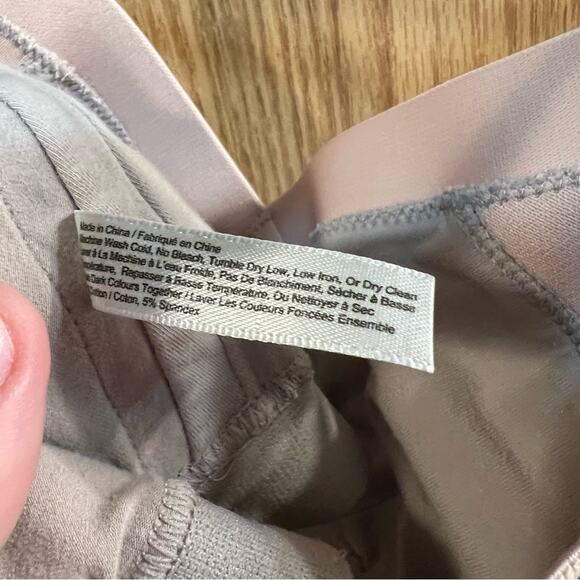 Made in China / Fabriqué en Chine
Machine Wash Cold, No Bleach, Tumble Dry Low, Low Iron, Or Dry Clean
à La Machine à L'eau Froide, Pas De Blanchiment, Sécher à Basse
Température, Repasser à Basse Température, Ou Nettoyer à Sec
Dark Colours Together / Laver Les Couleurs Foncées Ensemble
Cotton / Coton, 5% Spandex